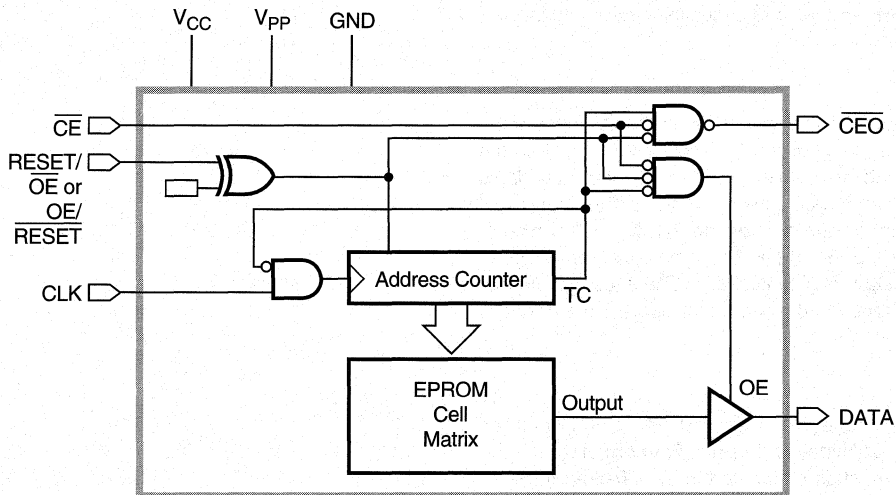 VCC
VPP
GND
CE
CEO
RESET/
OE or
OE/
RESET
CLK
Address Counter
TC
EPROM
Cell
Matrix
Output
OE
DATA